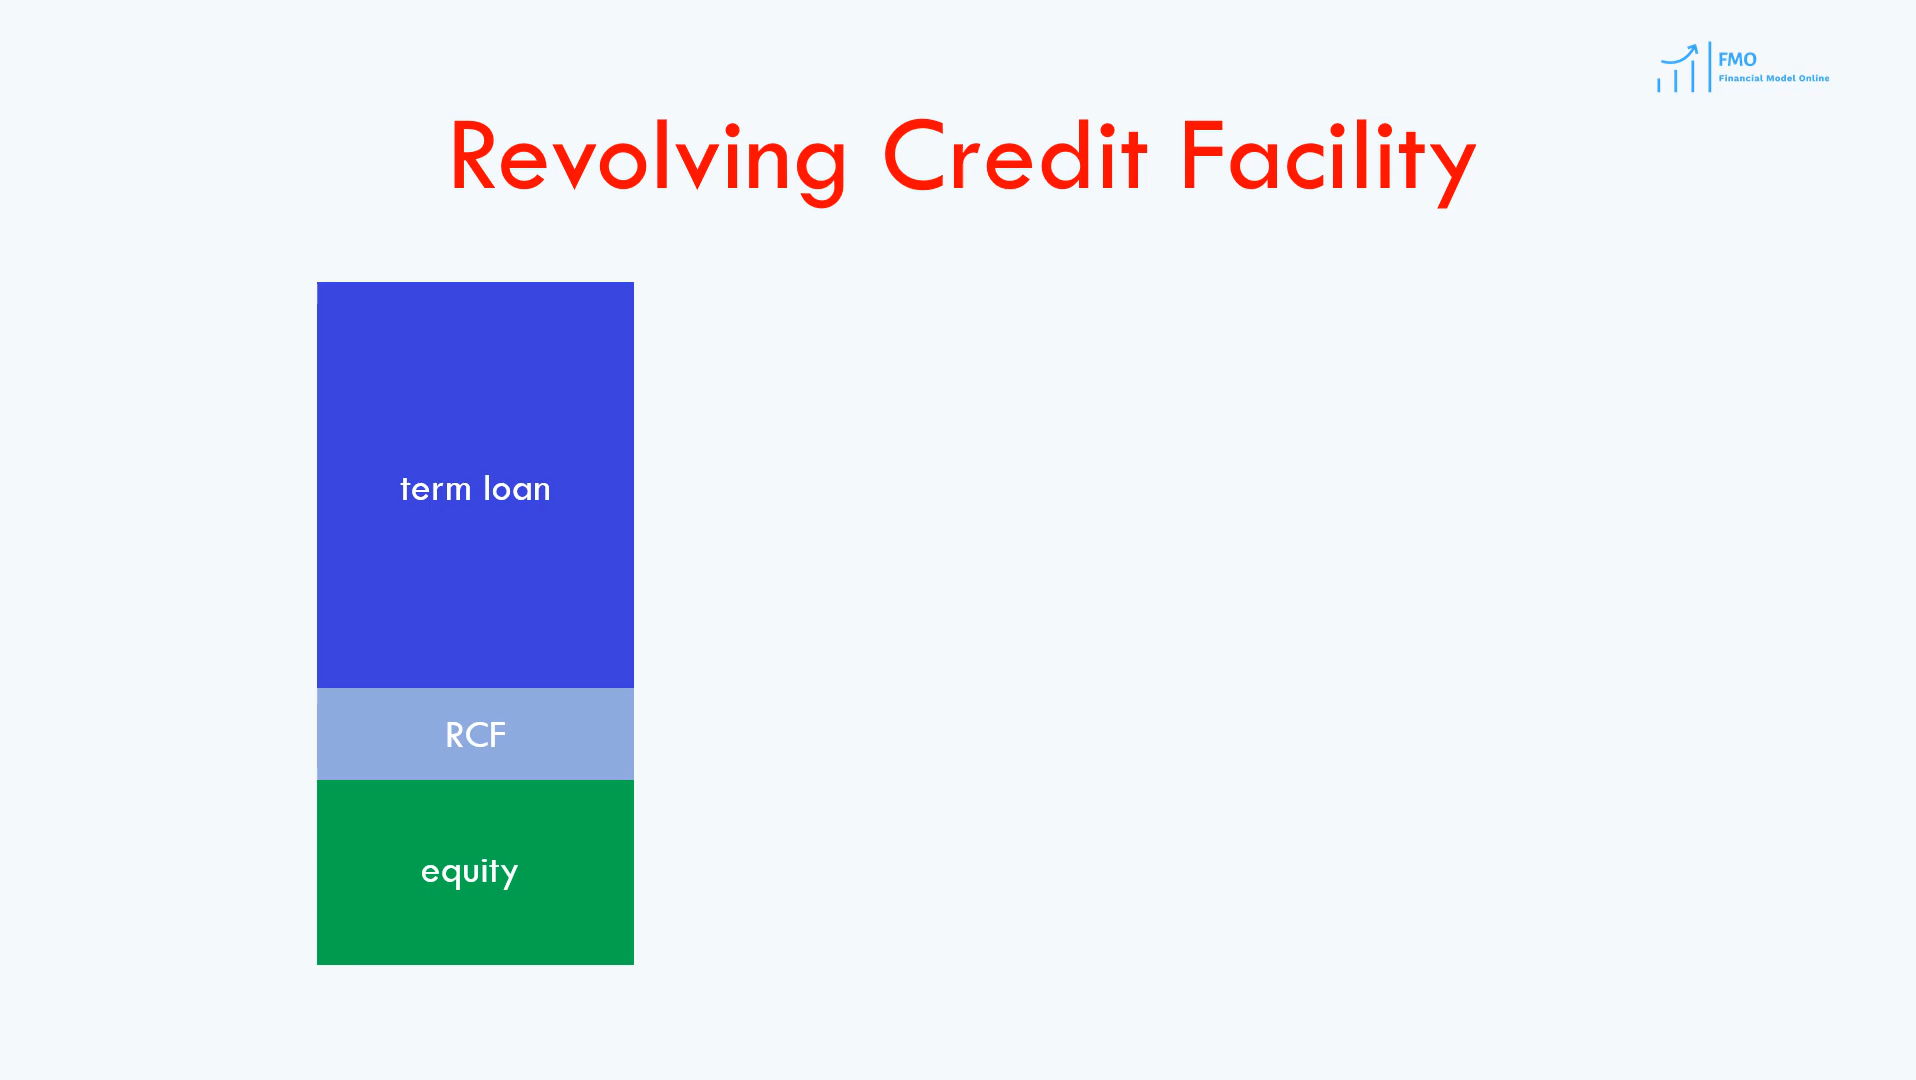 FMO
Financial Model Online
Revolving Credit Facility
term loan
RCF
equity